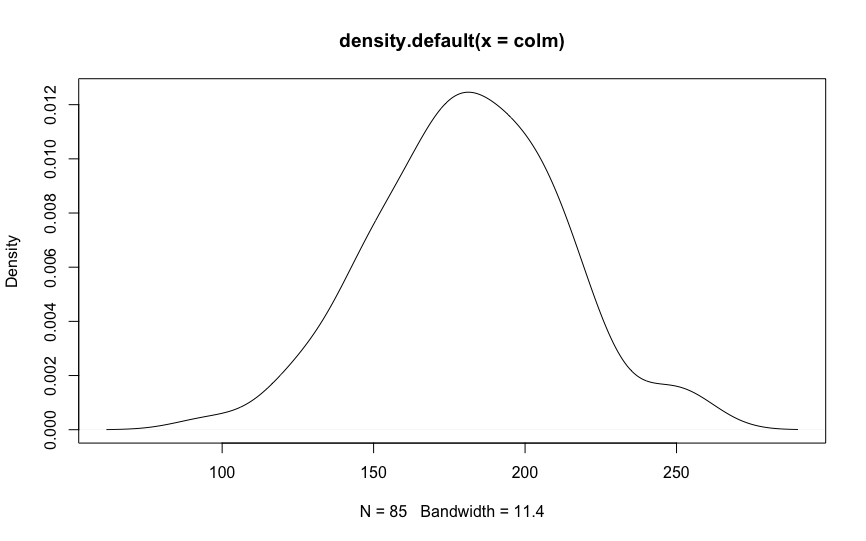 density.default(x = colm)
Density
0.012
0.010
0.008
0.006
0.004
0.002
0.000
100 150 200 250
N = 85 Bandwidth = 11.4